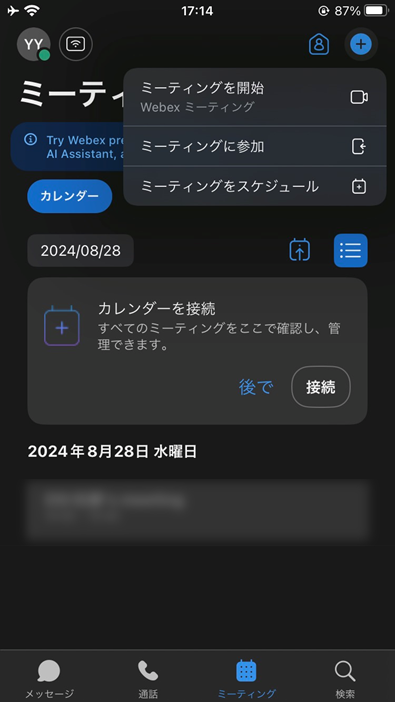 17:14
87%
YY
ミーティ
ミーティングを開始
Webex ミーティング
ミーティングに参加
ミーティングをスケジュール
Try Webex pre
AI Assistant, a
カレンダー
2024/08/28
カレンダーを接続
すべてのミーティングをここで確認し、管
理できます。
後で
接続
2024年8月28日 水曜日
メッセージ
通話
ミーティング
検索